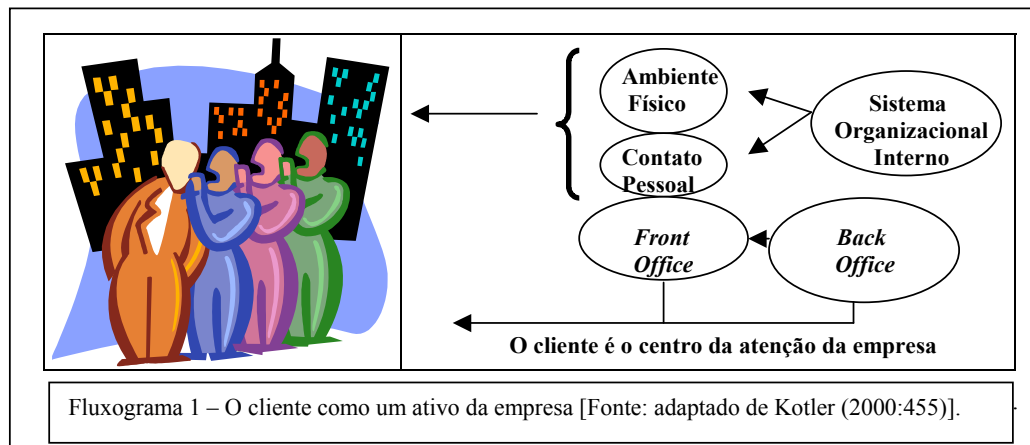 Ambiente
Físico
Sistema
Organizacional
Interno
Contato
Pessoal
Front
Office
Back
Office
O cliente é o centro da atenção da empresa
Fluxograma 1 – O cliente como um ativo da empresa [Fonte: adaptado de Kotler (2000:455)].